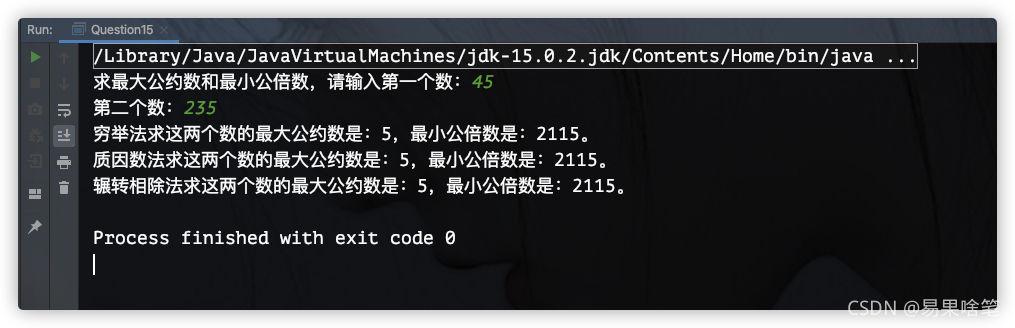 Run: Question15
/Library/Java/JavaVirtualMachines/jdk-15.0.2.jdk/Contents/Home/bin/java ...
求最大公约数和最小公倍数，请输入第一个数：45
第二个数：235
穷举法求这两个数的最大公约数是：5，最小公倍数是：2115。
质因数法求这两个数的最大公约数是：5，最小公倍数是：2115。
辗转相除法求这两个数的最大公约数是：5，最小公倍数是：2115。
Process finished with exit code 0
CSDN @易果啥笔